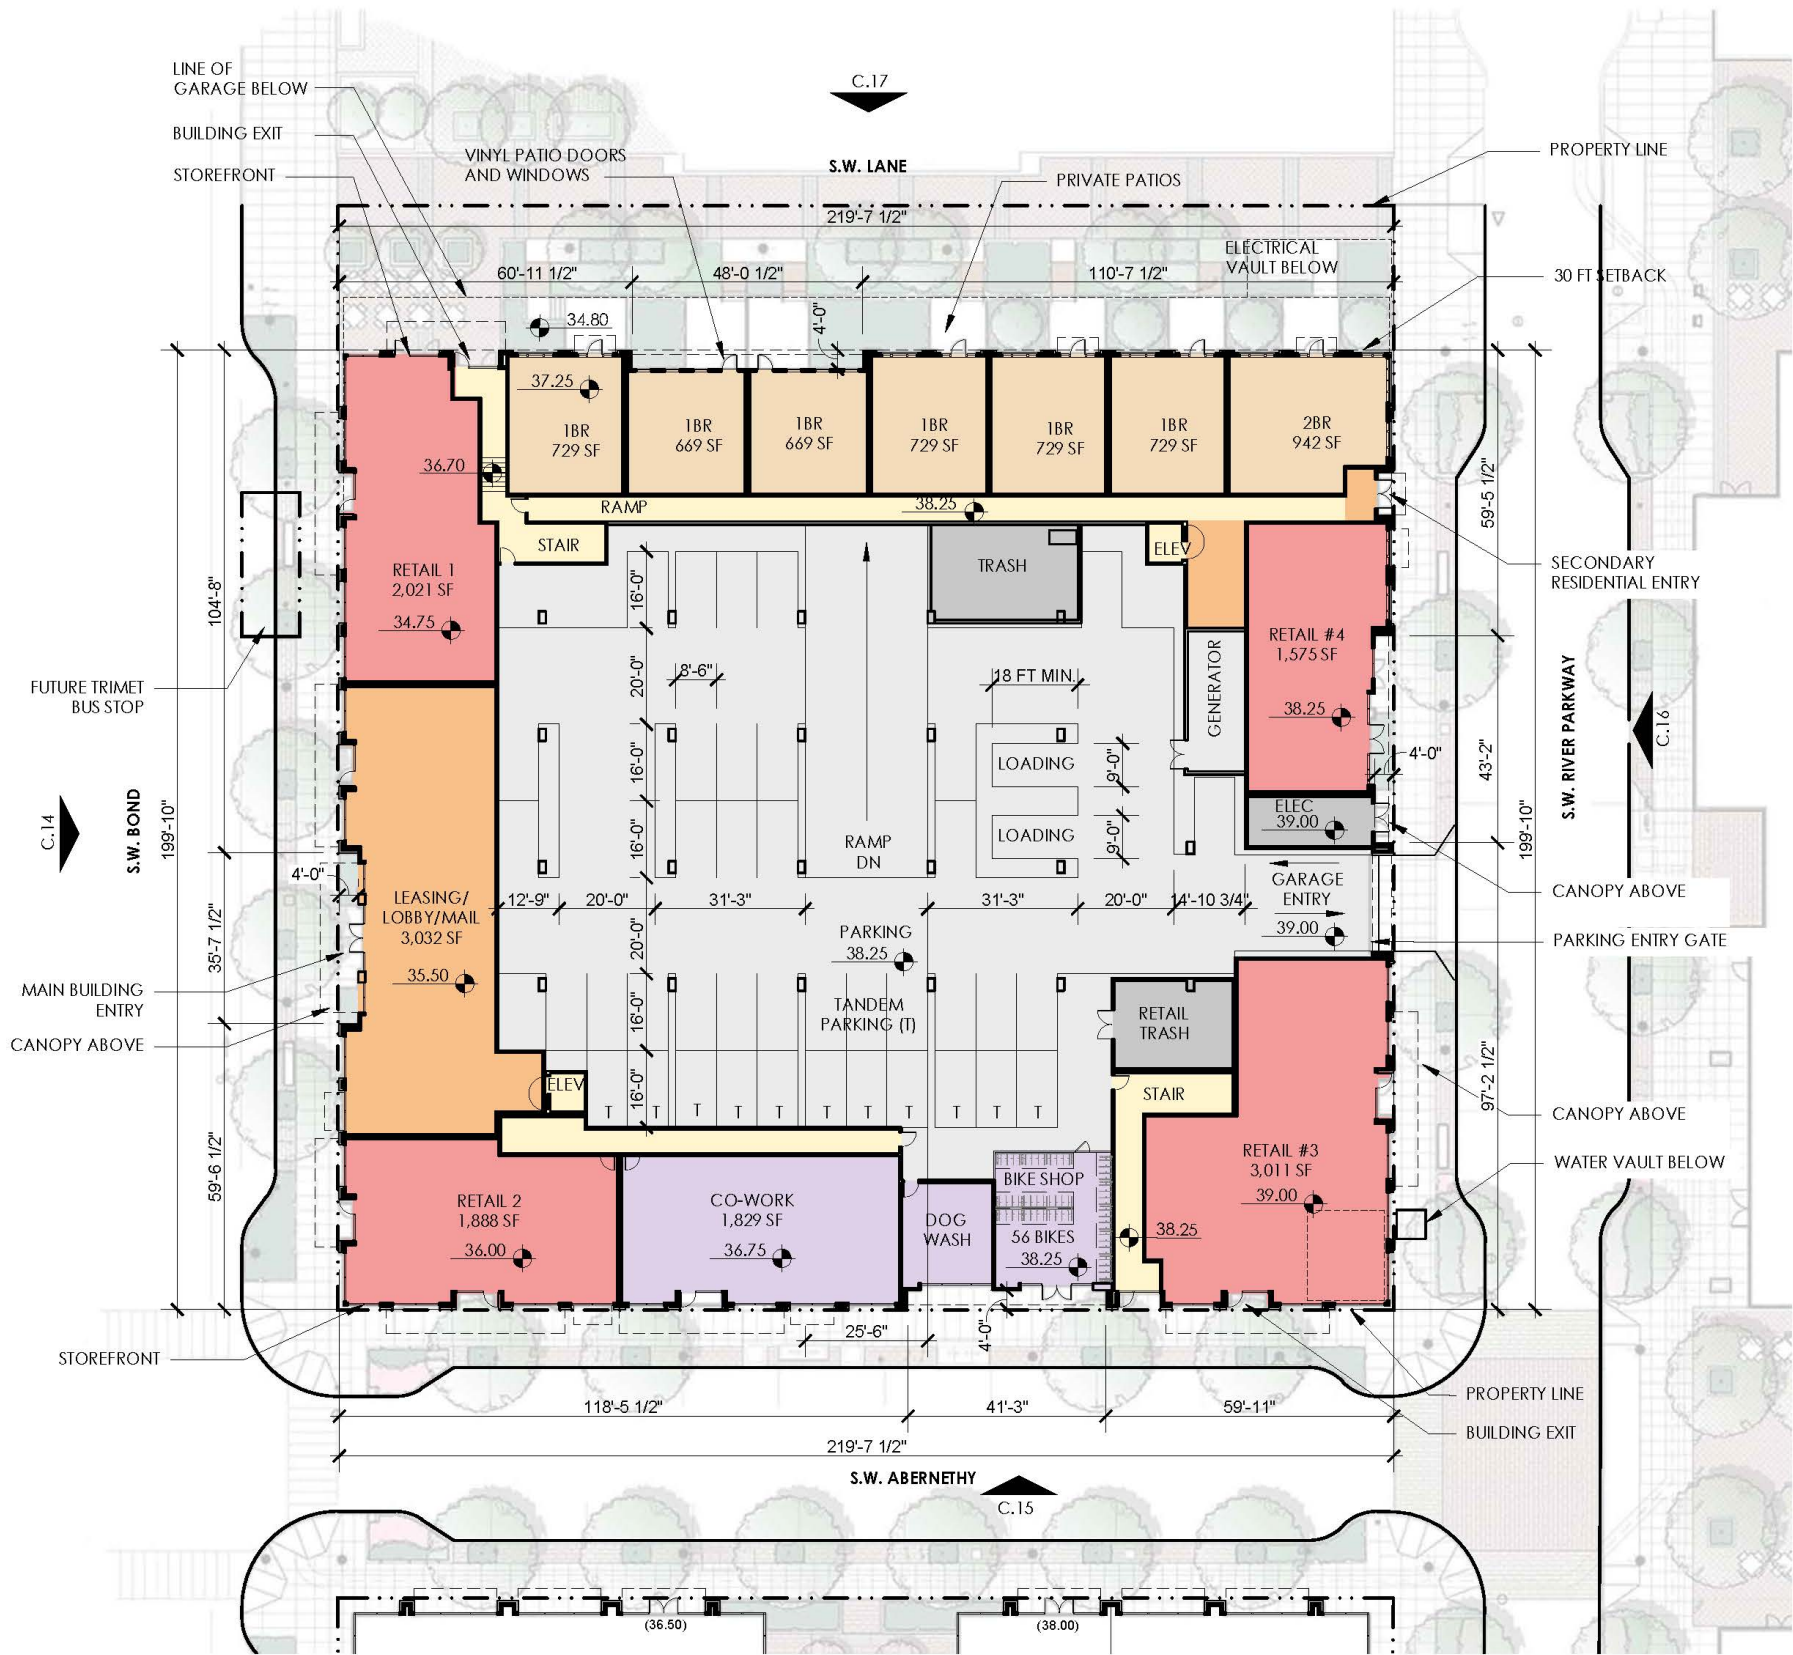 C.17
LINE OF
GARAGE BELOW
BUILDING EXIT
STOREFRONT
VINYL PATIO DOORS
AND WINDOWS
S.W. LANE
PRIVATE PATIOS
PROPERTY LINE
219'-7 1/2"
ELECTRICAL
VAULT BELOW
60'-11 1/2"
48'-0 1/2"
110'-7 1/2"
30 FT SETBACK
34.80
4'-0"
37.25
1BR
729 SF
1BR
669 SF
1BR
669 SF
1BR
729 SF
1BR
729 SF
1BR
729 SF
2BR
942 SF
36.70
RAMP
38.25
59'-5 1/2"
STAIR
TRASH
ELEV
SECONDARY
RESIDENTIAL ENTRY
RETAIL 1
2,021 SF
34.75
104'-8"
16'-0"
20'-0"
8'-6"
18 FT MIN.
GENERATOR
RETAIL #4
1,575 SF
38.25
FUTURE TRIMET
BUS STOP
S.W. RIVER PARKWAY
C.16
43'-2"
4'-0"
16'-0"
LOADING
9'-0"
C.14
S.W. BOND
199'-10"
199'-10"
16'-0"
RAMP
DN
LOADING
9'-0"
ELEC
39.00
4'-0"
LEASING/
LOBBY/MAIL
3,032 SF
35.50
12'-9"
20'-0"
31'-3"
31'-3"
20'-0"
14'-10 3/4"
GARAGE
ENTRY
39.00
CANOPY ABOVE
35'-7 1/2"
20'-0"
PARKING
38.25
PARKING ENTRY GATE
MAIN BUILDING
ENTRY
CANOPY ABOVE
16'-0"
TANDEM
PARKING (T)
RETAIL
TRASH
97'-2 1/2"
ELEV
16'-0"
T
T
T
T
T
T
T
T
T
T
T
STAIR
CANOPY ABOVE
59'-6 1/2"
RETAIL 2
1,888 SF
36.00
CO-WORK
1,829 SF
36.75
DOG
WASH
BIKE SHOP
56 BIKES
38.25
38.25
RETAIL #3
3,011 SF
39.00
WATER VAULT BELOW
STOREFRONT
25'-6"
4'-0"
PROPERTY LINE
118'-5 1/2"
41'-3"
59'-11"
BUILDING EXIT
219'-7 1/2"
S.W. ABERNETHY
C.15
(36.50)
(38.00)